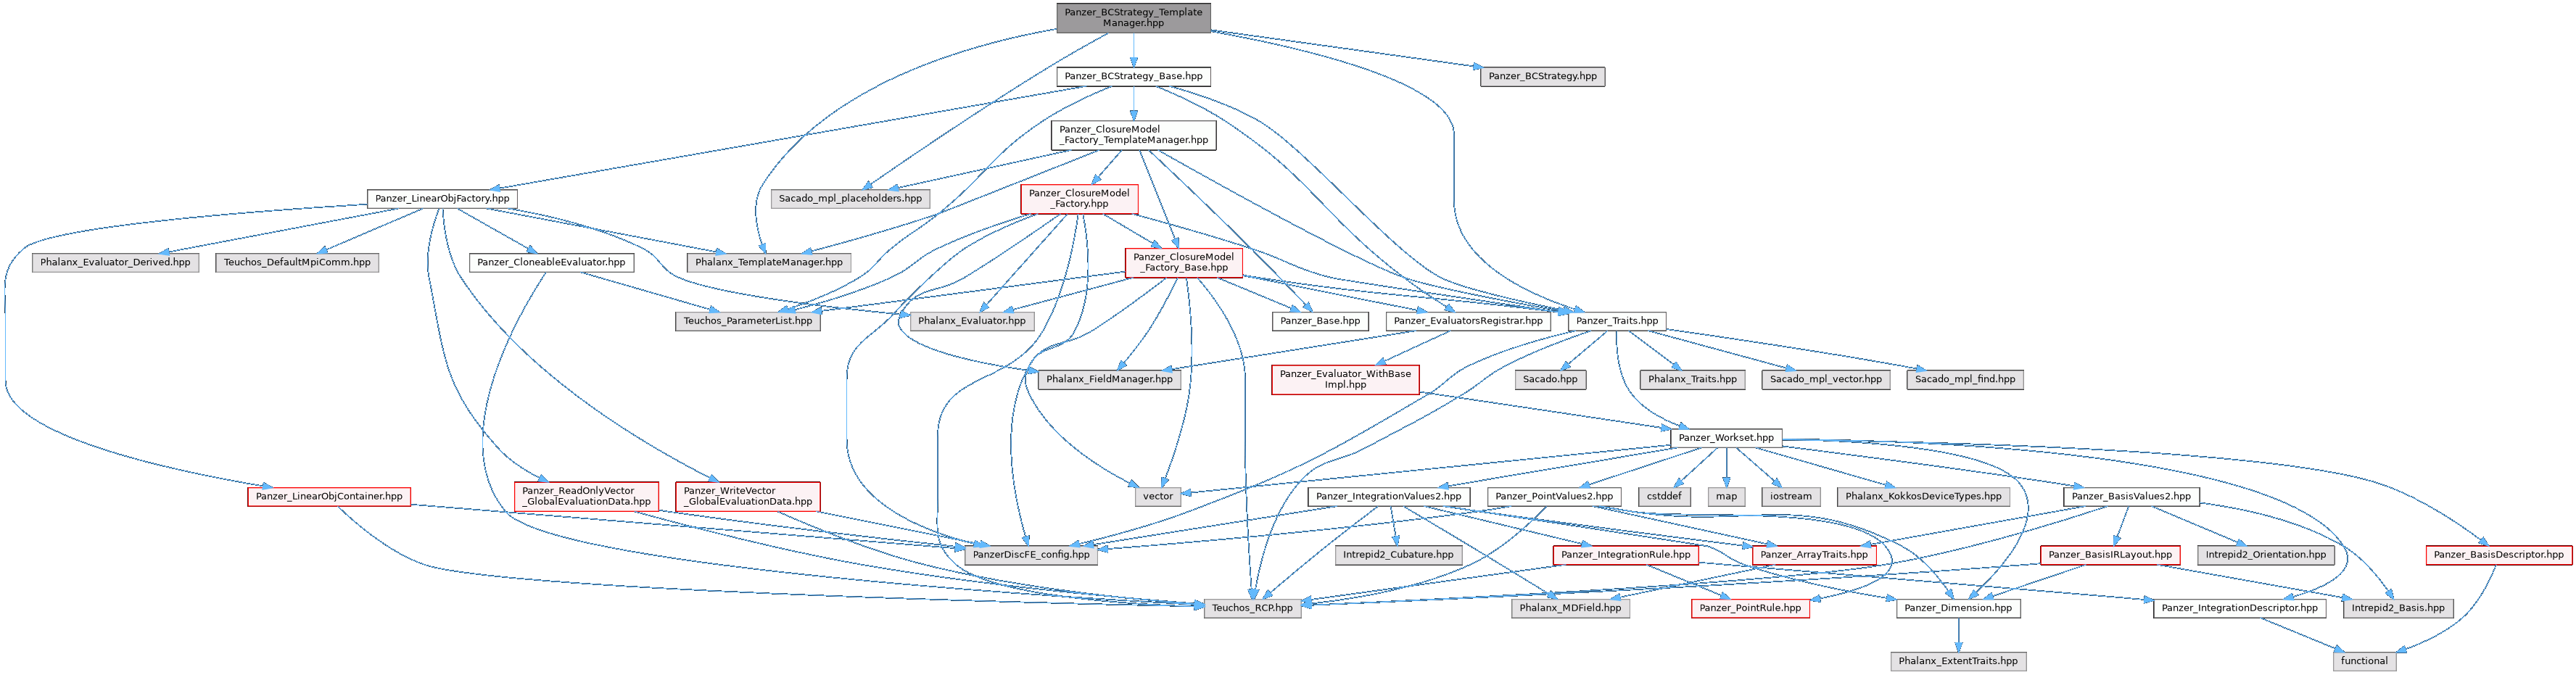 Panzer_BCStrategy_Template
Manager.hpp
Panzer_BCStrategy_Base.hpp
Panzer_BCStrategy.hpp
Panzer_ClosureModel
_Factory_TemplateManager.hpp
Panzer_LinearObjFactory.hpp
Sacado_mpl_placeholders.hpp
Panzer_ClosureModel
_Factory.hpp
Phalanx_Evaluator_Derived.hpp
Teuchos_DefaultMpiComm.hpp
Panzer_CloneableEvaluator.hpp
Phalanx_TemplateManager.hpp
Panzer_ClosureModel
_Factory_Base.hpp
Teuchos_ParameterList.hpp
Phalanx_Evaluator.hpp
Panzer_Base.hpp
Panzer_EvaluatorsRegistrar.hpp
Panzer_Traits.hpp
Phalanx_FieldManager.hpp
Panzer_Evaluator_WithBase
Impl.hpp
Sacado.hpp
Phalanx_Traits.hpp
Sacado_mpl_vector.hpp
Sacado_mpl_find.hpp
Panzer_Workset.hpp
Panzer_LinearObjContainer.hpp
Panzer_ReadOnlyVector
_GlobalEvaluationData.hpp
Panzer_WriteVector
_GlobalEvaluationData.hpp
vector
Panzer_IntegrationValues2.hpp
Panzer_PointValues2.hpp
cstddef
map
iostream
Phalanx_KokkosDeviceTypes.hpp
Panzer_BasisValues2.hpp
PanzerDiscFE_config.hpp
Intrepid2_Cubature.hpp
Panzer_IntegrationRule.hpp
Panzer_ArrayTraits.hpp
Panzer_BasisIRLayout.hpp
Intrepid2_Orientation.hpp
Panzer_BasisDescriptor.hpp
Teuchos_RCP.hpp
Phalanx_MDField.hpp
Panzer_PointRule.hpp
Panzer_Dimension.hpp
Panzer_IntegrationDescriptor.hpp
Intrepid2_Basis.hpp
Phalanx_ExtentTraits.hpp
functional